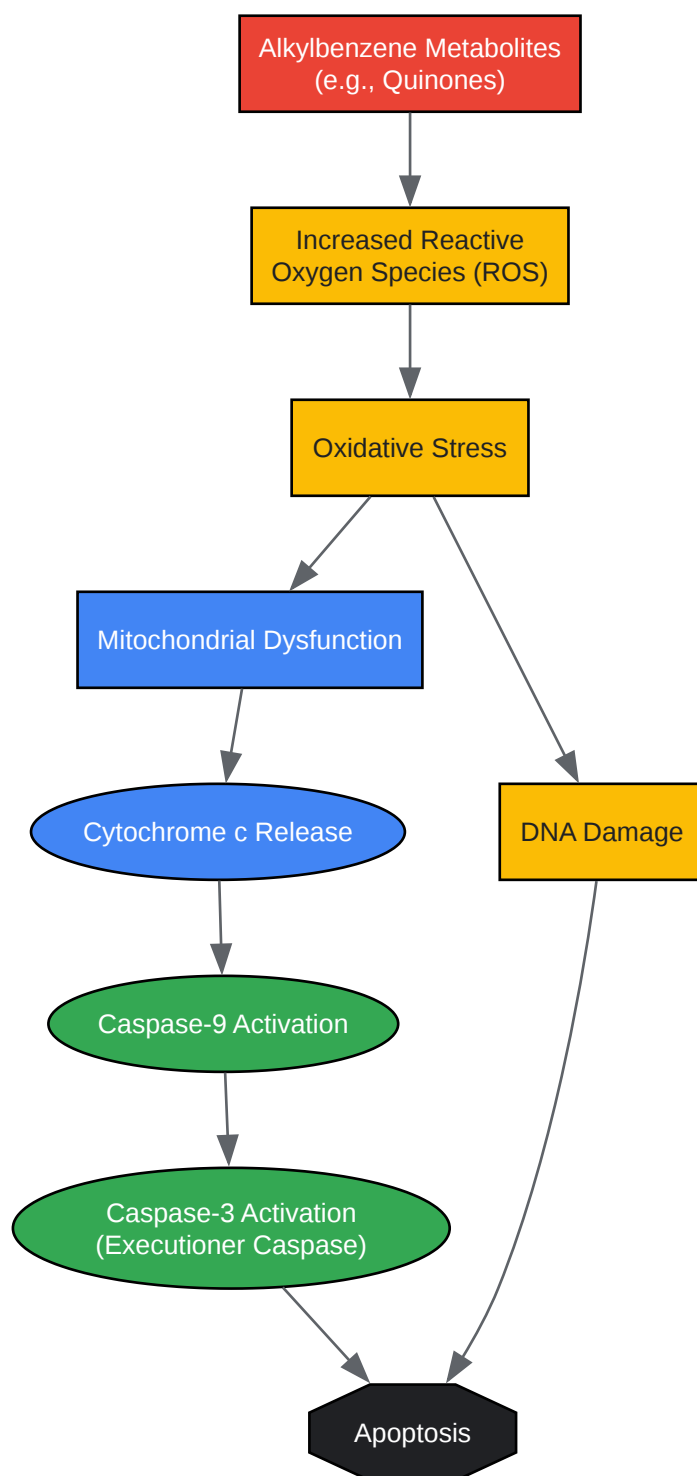 Alkylbenzene Metabolites
(e.g., Quinones)
Increased Reactive
Oxygen Species (ROS)
Oxidative Stress
Mitochondrial Dysfunction
Cytochrome c Release
DNA Damage
Caspase-9 Activation
Caspase-3 Activation
(Executioner Caspase)
Apoptosis